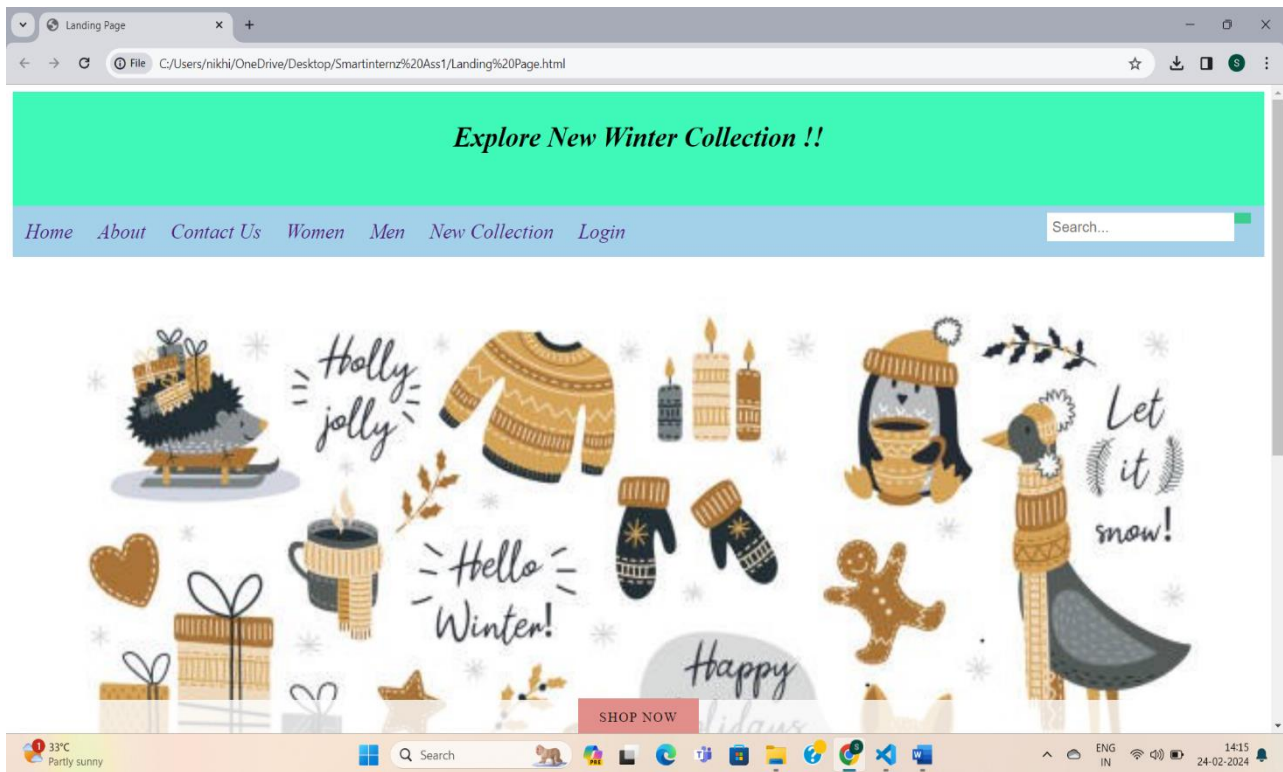 Landing Page
File
C:/Users/nikhi/OneDrive/Desktop/Smartinternz%20Ass1/Landing%20Page.html
S
Explore New Winter Collection !!
Home About Contact Us Women Men New Collection Login
Search...
Holly
jolly
Let
it
snow!
Hello
Winter!
Happy
SHOP NOW
1
33°C
Partly sunny
Search
PRE
S
ENG
IN
14:15
24-02-2024